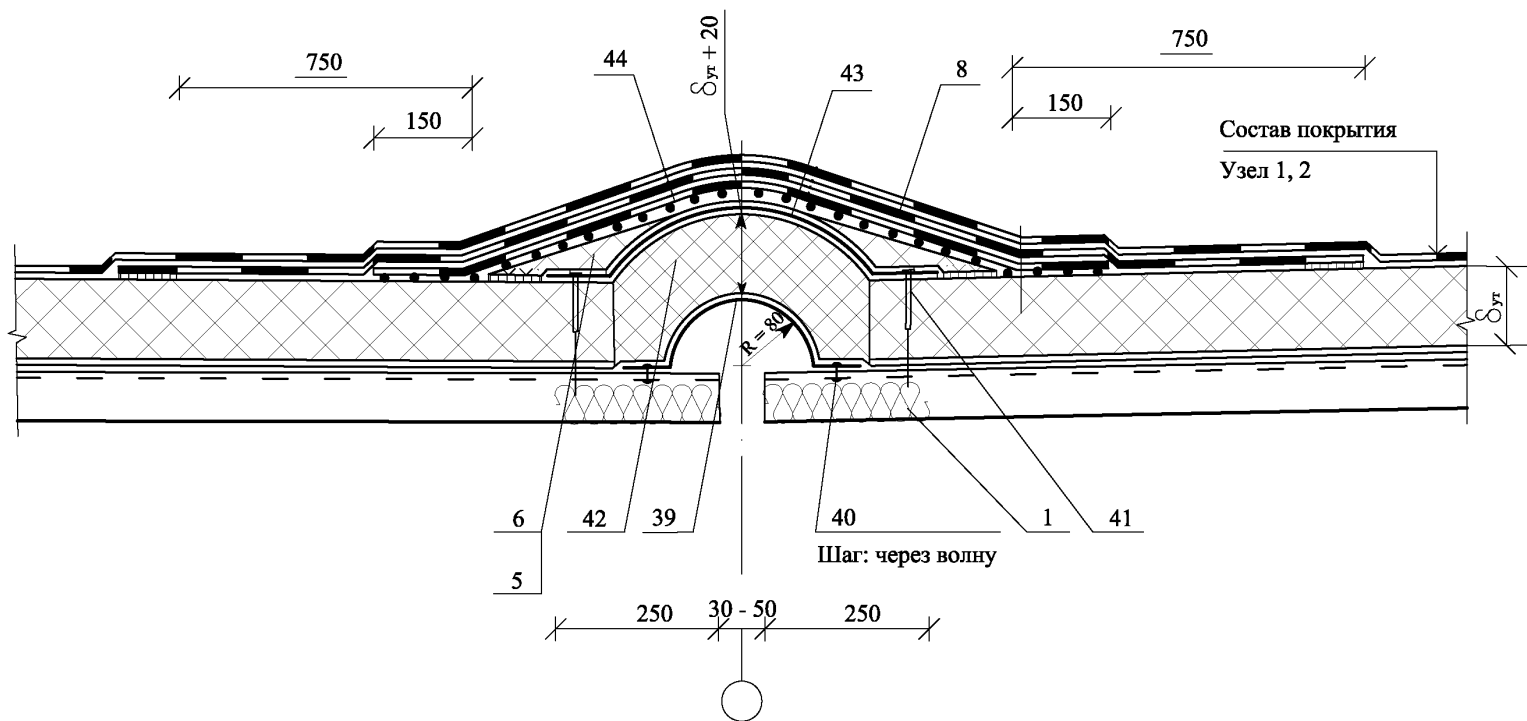 750
44
δут + 20
43
8
750
150
150
Состав покрытия
Узел 1, 2
R = 80
δут
6
42
39
40
1
41
Шаг: через волну
5
250
30 - 50
250